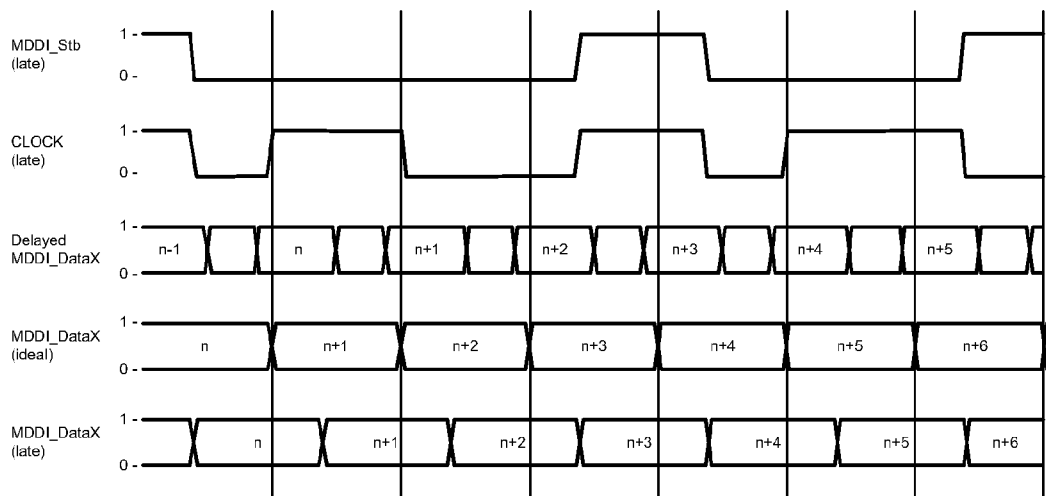 MDDI_Stb
(late)
1 -
0 -
CLOCK
(late)
1 -
0 -
Delayed
MDDI_DataX
1 -
0 -
n-1 n n+1 n+2 n+3 n+4 n+5
MDDI_DataX
(ideal)
1 -
0 -
n n+1 n+2 n+3 n+4 n+5 n+6
MDDI_DataX
(late)
1 -
0 -
n n+1 n+2 n+3 n+4 n+5 n+6